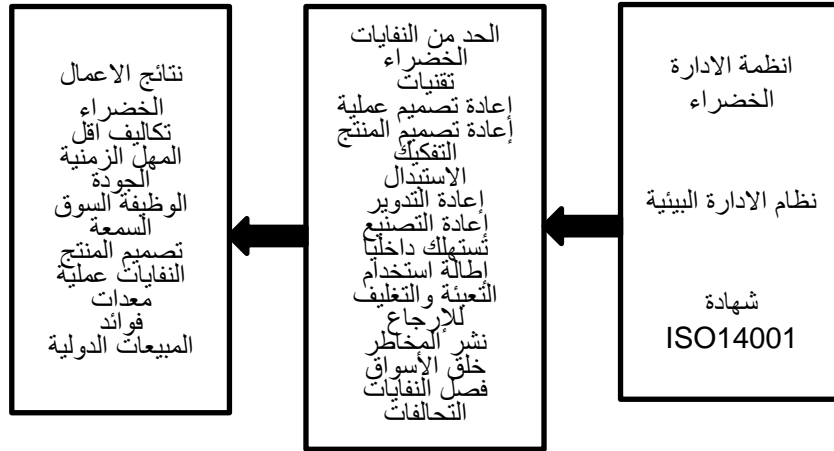 انظمة الادارة
الخضراء
نظام الادارة البيئية
شهادة
ISO14001
الحد من النفايات
الخضراء
تقنيات
إعادة تصميم عملية
إعادة تصميم المنتج
التفكيك
الاستبدال
إعادة التدوير
إعادة التصنيع
تستهلك داخليا
إطالة استخدام
التعبئة والتغليف
للإرجاع
نشر المخاطر
خلق الأسواق
فصل النفايات
التحالفات
نتائج الاعمال
الخضراء
تكاليف اقل
المهل الزمنية
الجودة
الوظيفة السوق
السمعة
تصميم المنتج
النفايات عملية
معدات
فوائد
المبيعات الدولية